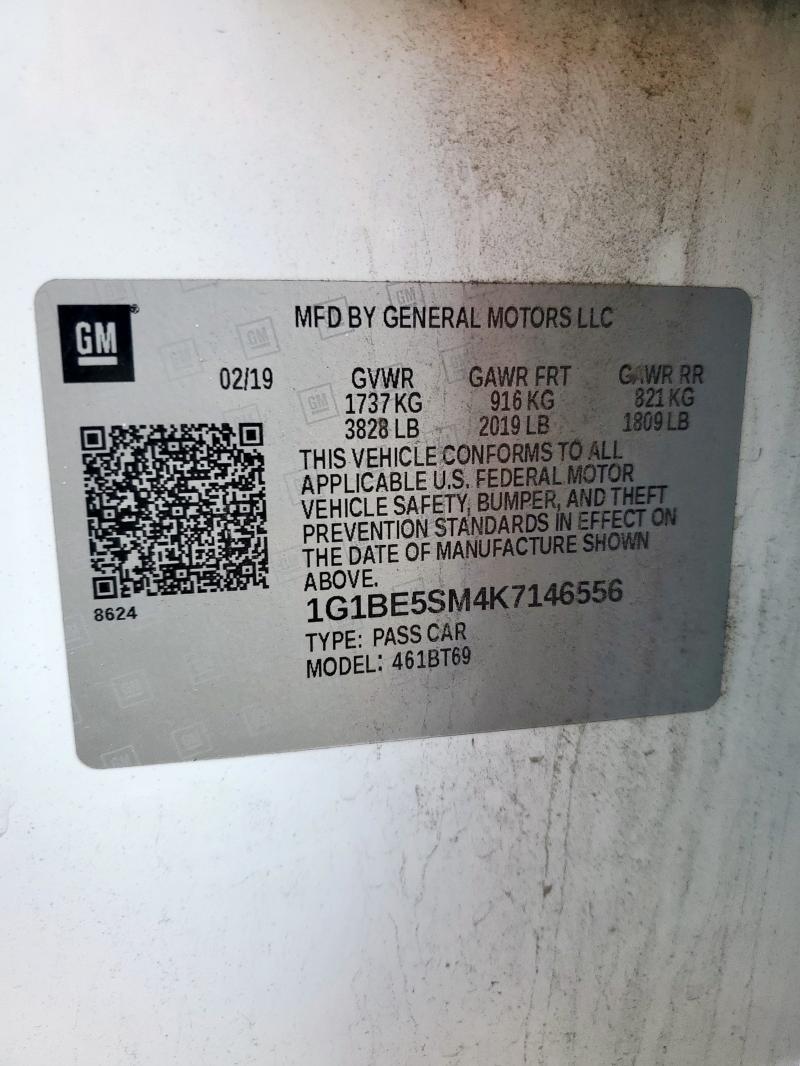 GM
MFD BY GENERAL MOTORS LLC
02/19 GVWR GAWR FRT GAWR RR
1737 KG 916 KG 821 KG
3828 LB 2019 LB 1809 LB
THIS VEHICLE CONFORMS TO ALL
APPLICABLE U.S. FEDERAL MOTOR
VEHICLE SAFETY, BUMPER, AND THEFT
PREVENTION STANDARDS IN EFFECT ON
THE DATE OF MANUFACTURE SHOWN
ABOVE.
8624
1G1BE5SM4K7146556
TYPE: PASS CAR
MODEL: 461BT69